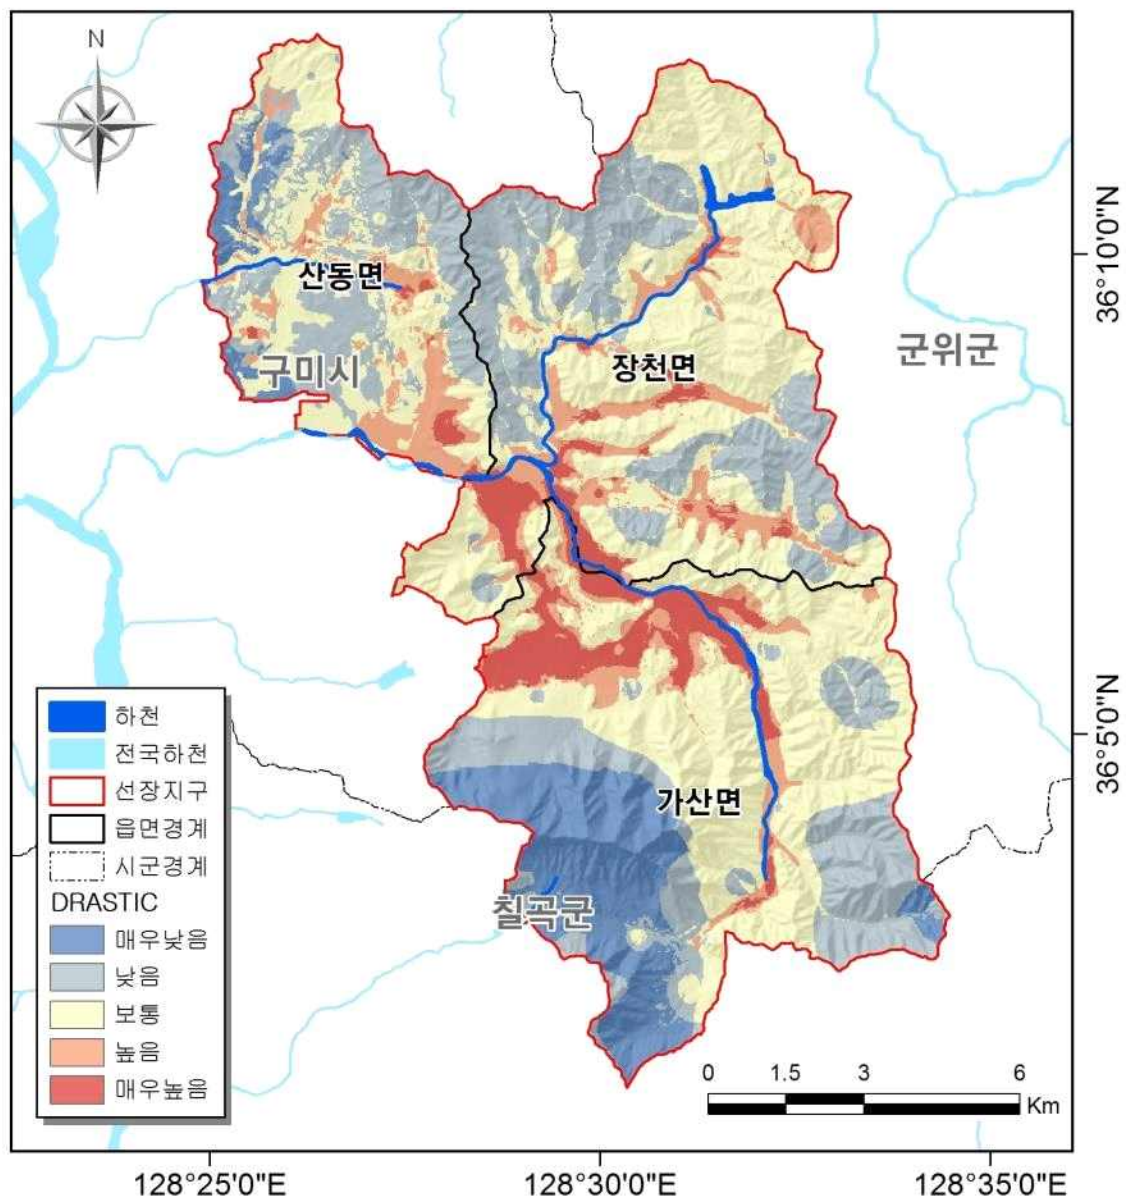 N
산동면
구미시
장천면
군위군
가산면
칠곡군
36°10'0"N
36°5'0"N
하천
전국하천
선장지구
읍면경계
시군경계
DRASTIC
매우낮음
낮음
보통
높음
매우높음
0 1.5 3 6
Km
128°25'0"E 128°30'0"E 128°35'0"E